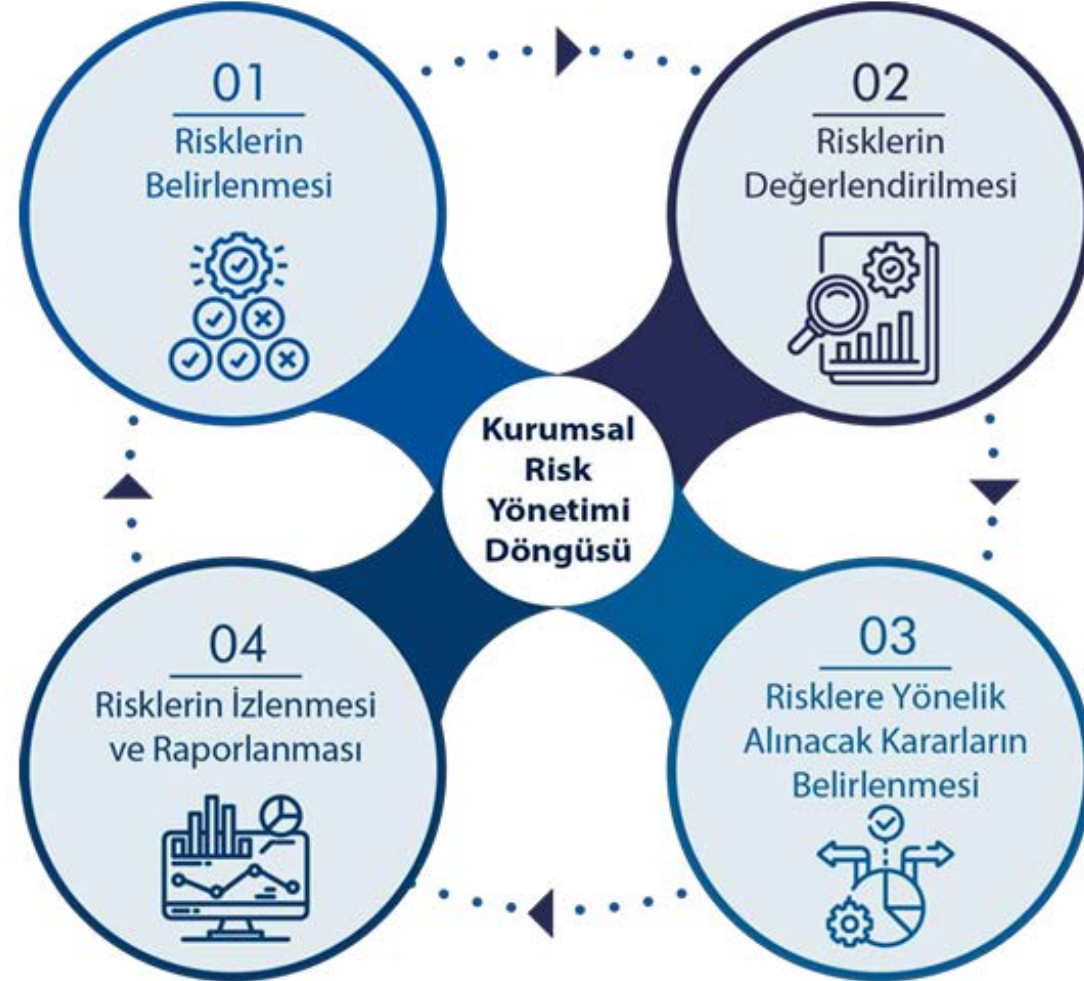 01
Risklerin
Belirlenmesi
02
Risklerin
Değerlendirilmesi
Kurumsal
Risk
Yönetimi
Döngüsü
03
Risklere Yönelik
Alınacak Kararların
Belirlenmesi
04
Risklerin İzlenmesi
ve Raporlanması